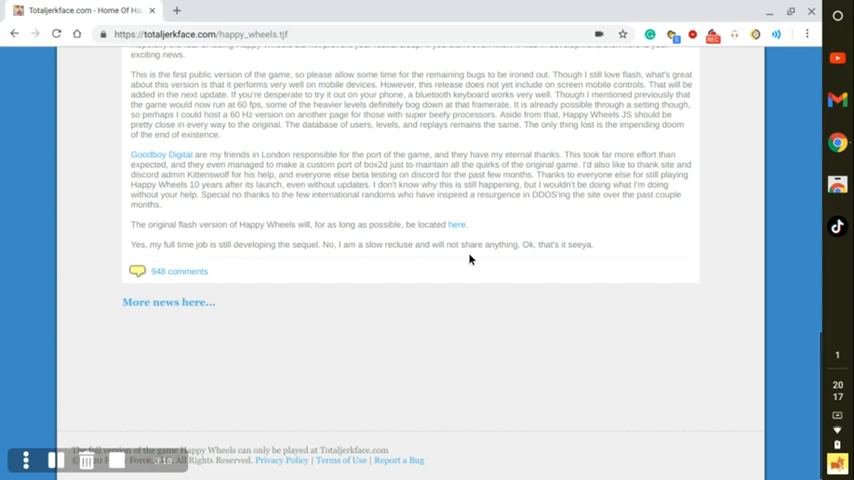 Totaljerkface.com - Home Of Ha
https://totaljerkface.com/happy_wheels.tjf
exciting news.
This is the first public version of the game, so please allow some time for the remaining bugs to be ironed out. Though I still love flash, what's great
about this version is that it performs very well on mobile devices. However, this release does not yet include on screen mobile controls. That will be
added in the next update. If you're desperate to try it out on your phone, a bluetooth keyboard works very well. Though I mentioned previously that
the game would now run at 60 fps, some of the heavier levels definitely bog down at that framerate. It is already possible through a setting though,
so perhaps I could host a 60 Hz version on another page for those with super beefy processors. Aside from that, Happy Wheels JS should be
pretty close in every way to the original. The database of users, levels, and replays remains the same. The only thing lost is the impending doom
of the end of existence.
Goodboy Digital are my friends in London responsible for the port of the game, and they have my eternal thanks. This took far more effort than
expected, and they even managed to make a custom port of box2d just to maintain all the quirks of the original game. I'd also like to thank site and
discord admin Kittenswolf for his help, and everyone else beta testing on discord for the past few months. Thanks to everyone else for still playing
Happy Wheels 10 years after its launch, even without updates. I don't know why this is still happening, but I wouldn't be doing what I'm doing
without your help. Special no thanks to the few international randoms who have inspired a resurgence in DDOS'ing the site over the past couple
months.
The original flash version of Happy Wheels will, for as long as possible, be located here.
Yes, my full time job is still developing the sequel. No, I am a slow recluse and will not share anything. Ok, that's it seeya.
948 comments
More news here...
The full version of the game Happy Wheels can only be played at Totaljerkface.com
All Rights Reserved. Privacy Policy | Terms of Use | Report a Bug
5
REC
1
20
17